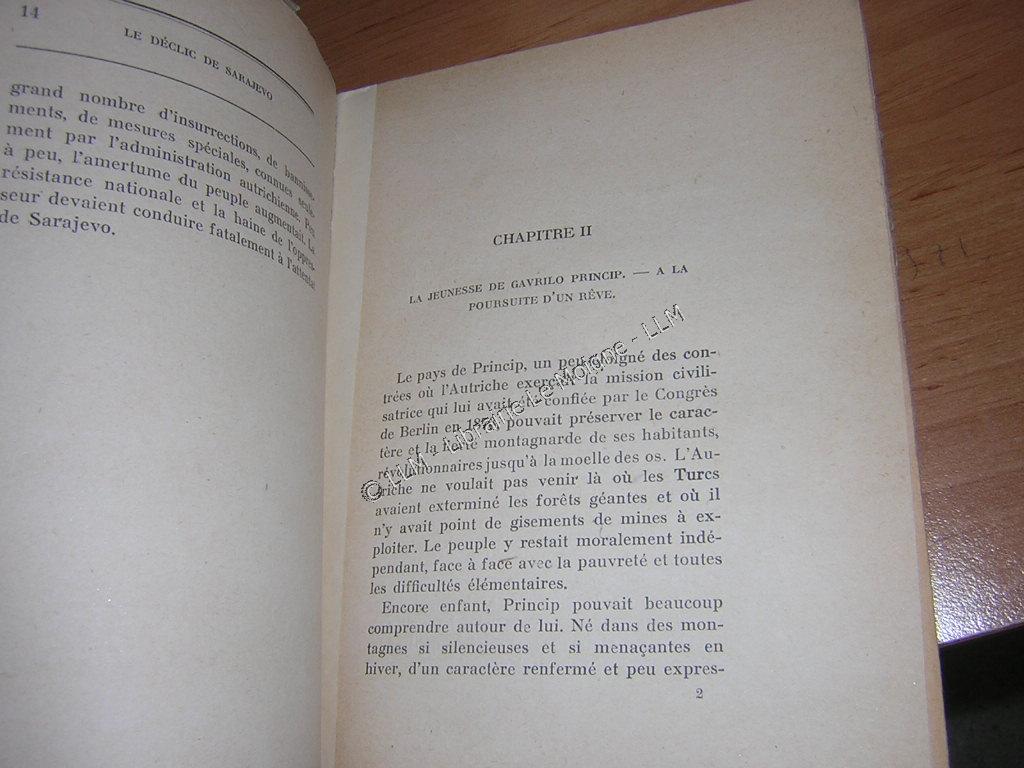 14
LE DÉCLIC DE SARAJEVO
grand nombre d'insurrections, de bannisse-
ments, de mesures spéciales, connues seule-
ment par l'administration autrichienne. Peu
à peu, l'amertume du peuple augmentait. La
résistance nationale et la haine de l'oppres-
seur devaient conduire fatalement à l'attentat
de Sarajevo.
CHAPITRE II
LA JEUNESSE DE GAVRILO PRINCIP. — A LA
POURSUITE D'UN RÊVE.
Le pays de Princip, un peu éloigné des con-
trées où l'Autriche exerçait la mission civili-
satrice qui lui avait été confiée par le Congrès
de Berlin en 1878, pouvait préserver le carac-
tère et la fierté montagnarde de ses habitants,
révolutionnaires jusqu'à la moelle des os. L'Au-
triche ne voulait pas venir là où les Turcs
avaient exterminé les forêts géantes et où il
n'y avait point de gisements de mines à ex-
ploiter. Le peuple y restait moralement indé-
pendant, face à face avec la pauvreté et toutes
les difficultés élémentaires.
Encore enfant, Princip pouvait beaucoup
comprendre autour de lui. Né dans des mon-
tagnes si silencieuses et si menaçantes en
hiver, d'un caractère renfermé et peu expres-
2
© LLM - Librairie Le Moine - LLM